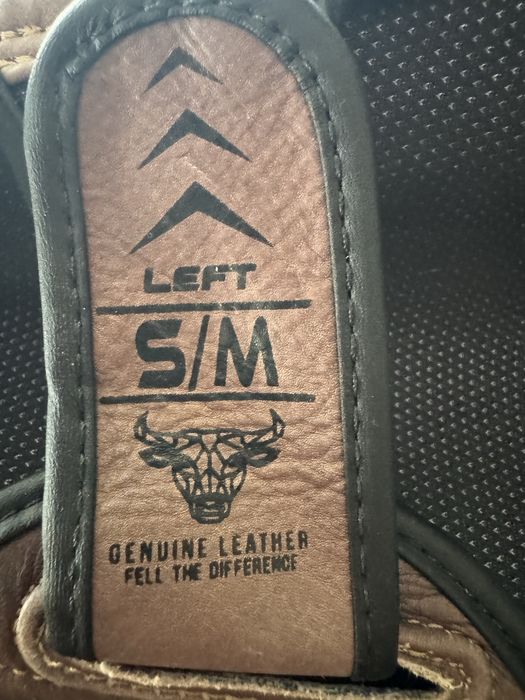 LEFT
S/M
GENUINE LEATHER
FELL THE DIFFERENCE